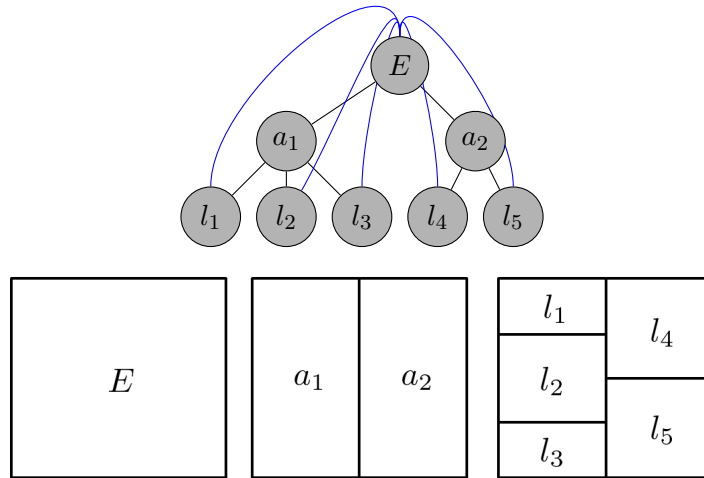 E
a₁ a₂
l₁ l₂ l₃ l₄ l₅
E
a₁ a₂
l₁
l₂
l₃
l₄
l₅